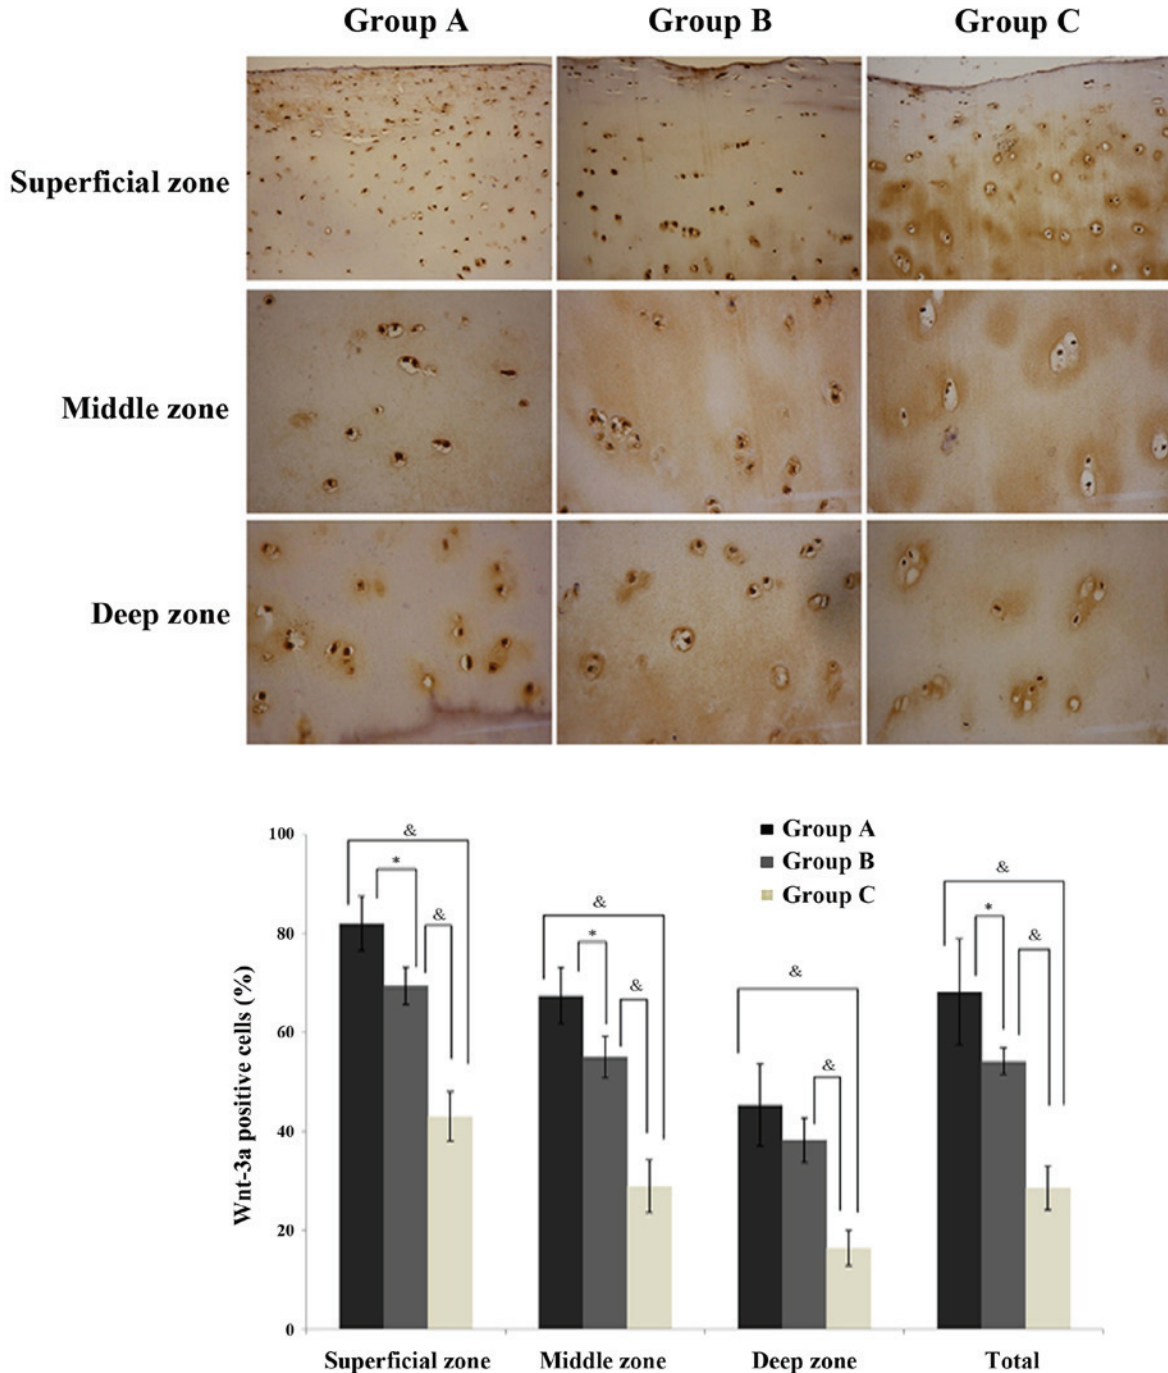 Group A
Group B
Group C
Superficial zone
Middle zone
Deep zone
Wnt-3a positive cells (%)
100
80
60
40
20
0
Group A
Group B
Group C
&
*
&
&
*
&
&
&
&
*
&
Superficial zone
Middle zone
Deep zone
Total